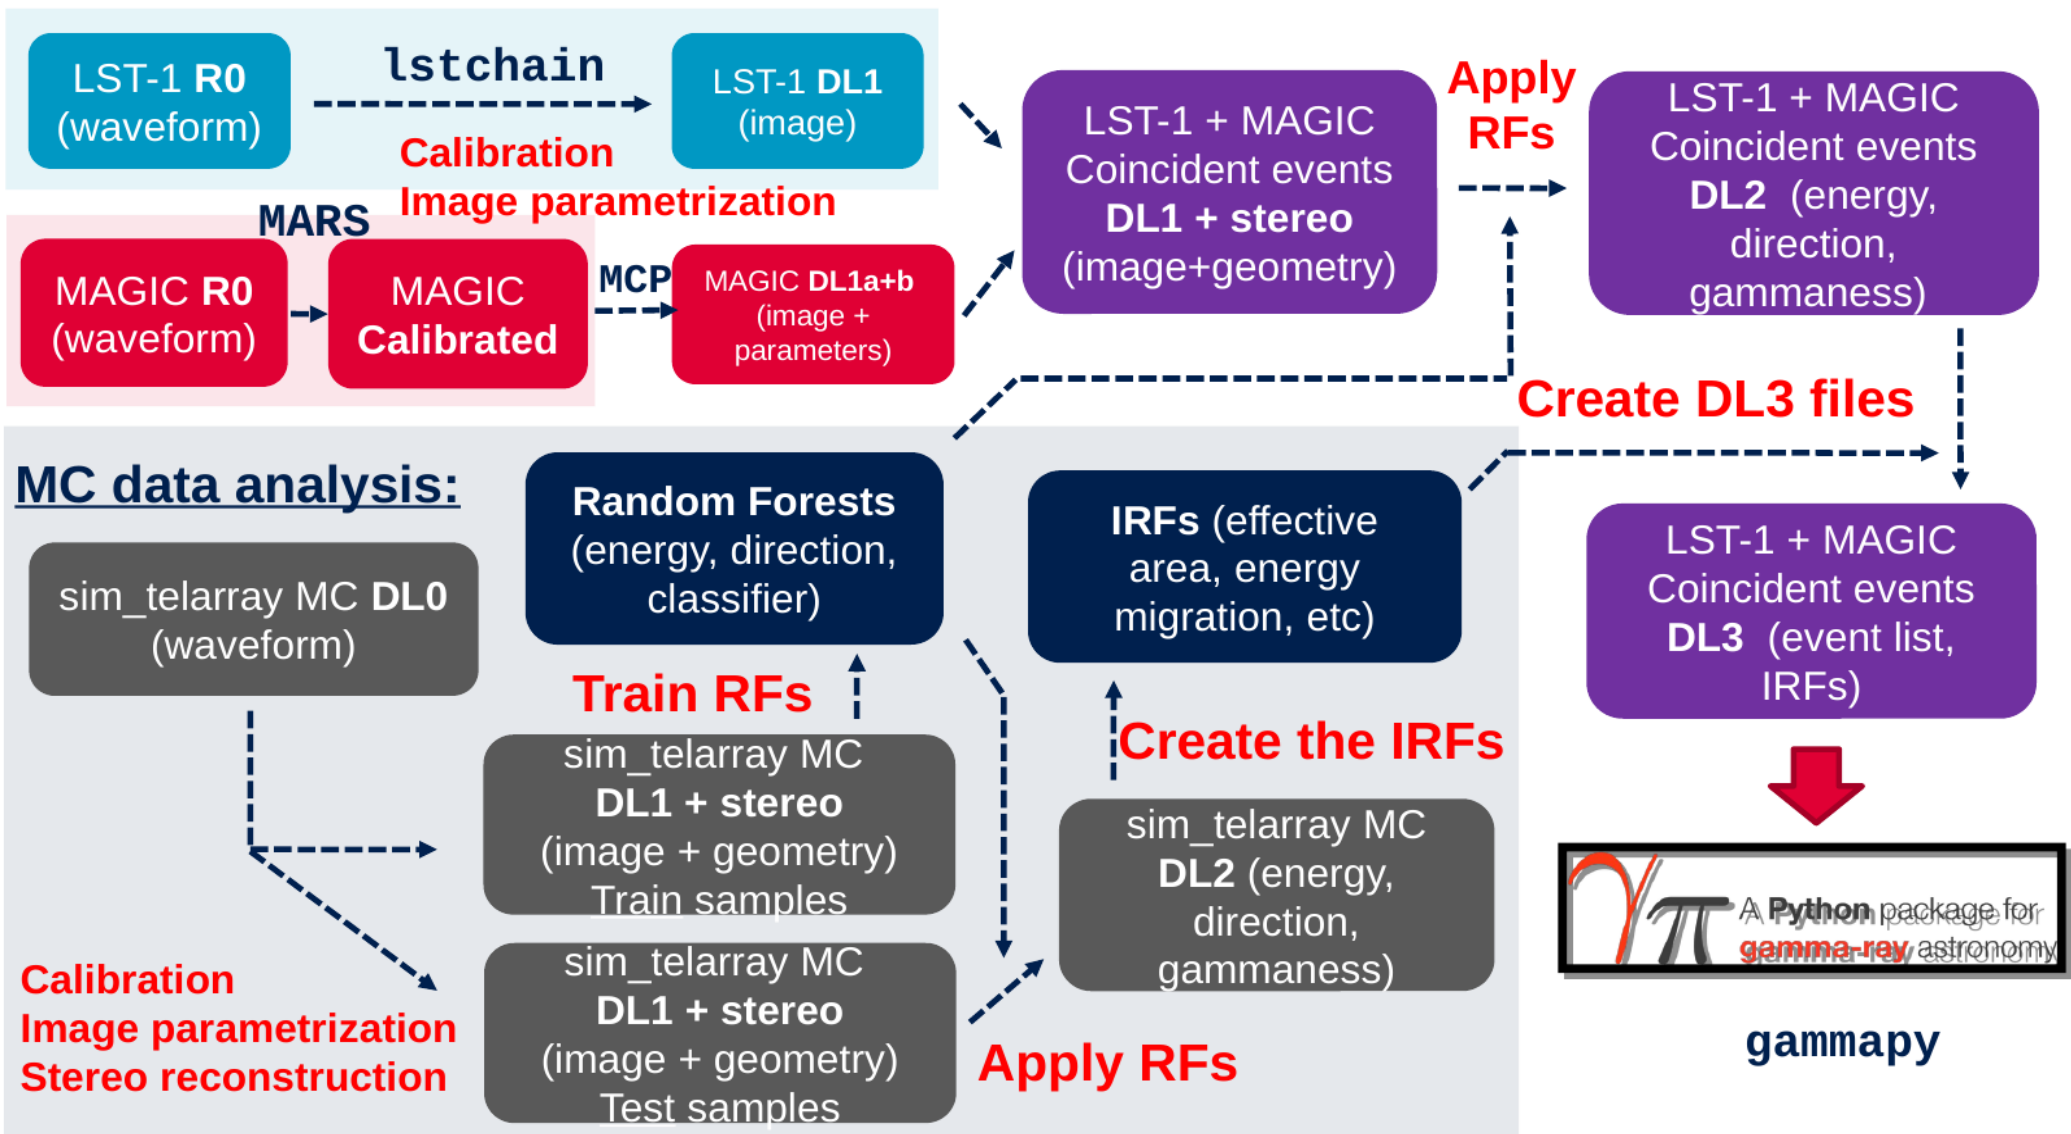 LST-1 R0
(waveform)
lstchain
LST-1 DL1
(image)
Calibration
Image parametrization
MARS
MAGIC R0
(waveform)
MAGIC
Calibrated
MCP
MAGIC DL1a+b
(image +
parameters)
LST-1 + MAGIC
Coincident events
DL1 + stereo
(image+geometry)
Apply
RFs
LST-1 + MAGIC
Coincident events
DL2 (energy,
direction,
gammaness)
Create DL3 files
MC data analysis:
sim_telarray MC DL0
(waveform)
Random Forests
(energy, direction,
classifier)
IRFs (effective
area, energy
migration, etc)
LST-1 + MAGIC
Coincident events
DL3 (event list,
IRFs)
Train RFs
Create the IRFs
sim_telarray MC
DL1 + stereo
(image + geometry)
Train samples
sim_telarray MC
DL2 (energy,
direction,
gammaness)
Calibration
Image parametrization
Stereo reconstruction
sim_telarray MC
DL1 + stereo
(image + geometry)
Test samples
Apply RFs
γπ
A Python package for
gamma-ray astronomy
gammapy